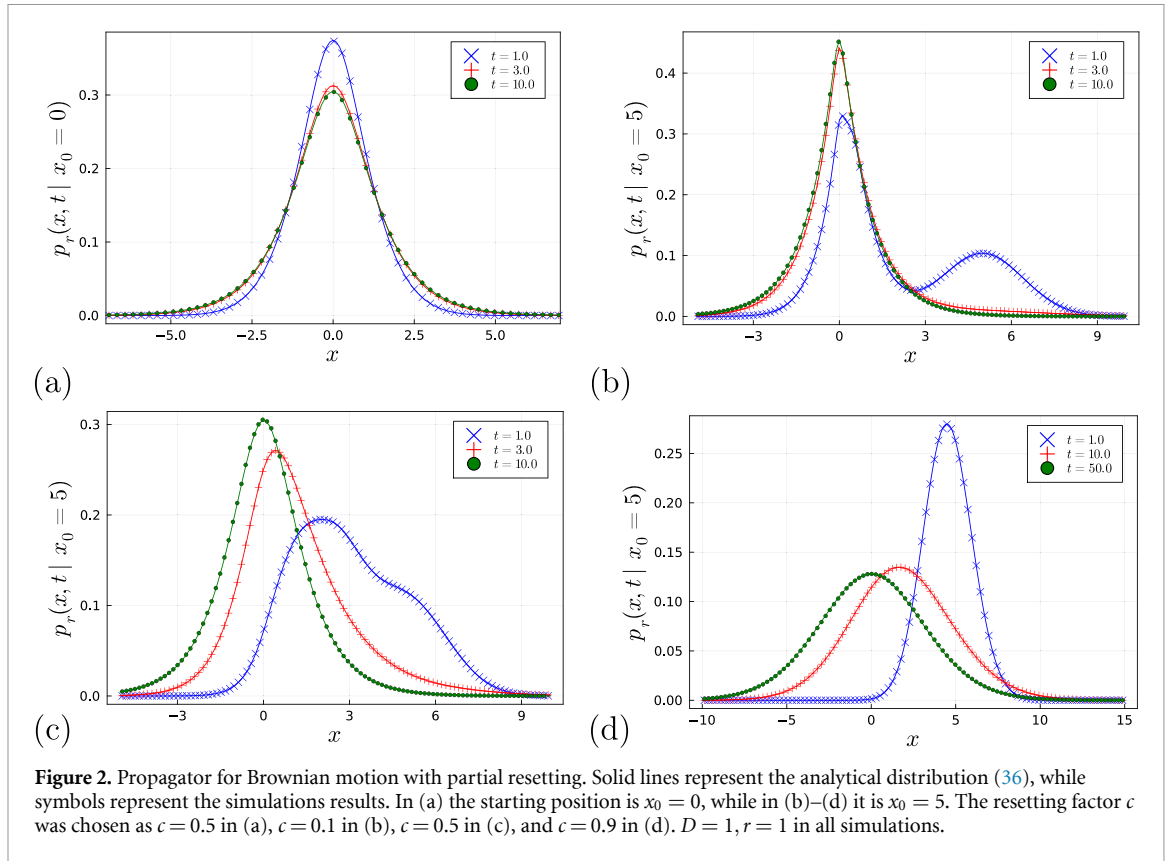 0.3
0.2
0.1
0.0
p_r(x, t | x_0 = 0)
× t = 1.0
+ t = 3.0
● t = 10.0
−5.0 −2.5 0.0 2.5 5.0
x
(a)
0.4
0.3
0.2
0.1
0.0
p_r(x, t | x_0 = 5)
× t = 1.0
+ t = 3.0
● t = 10.0
−3 0 3 6 9
x
(b)
0.3
0.2
0.1
0.0
p_r(x, t | x_0 = 5)
× t = 1.0
+ t = 3.0
● t = 10.0
−3 0 3 6 9
x
(c)
0.25
0.20
0.15
0.10
0.05
0.00
p_r(x, t | x_0 = 5)
× t = 1.0
+ t = 10.0
● t = 50.0
−10 −5 0 5 10 15
x
(d)
Figure 2. Propagator for Brownian motion with partial resetting. Solid lines represent the analytical distribution (36), while
symbols represent the simulations results. In (a) the starting position is x_0 = 0, while in (b)–(d) it is x_0 = 5. The resetting factor c
was chosen as c = 0.5 in (a), c = 0.1 in (b), c = 0.5 in (c), and c = 0.9 in (d). D = 1, r = 1 in all simulations.